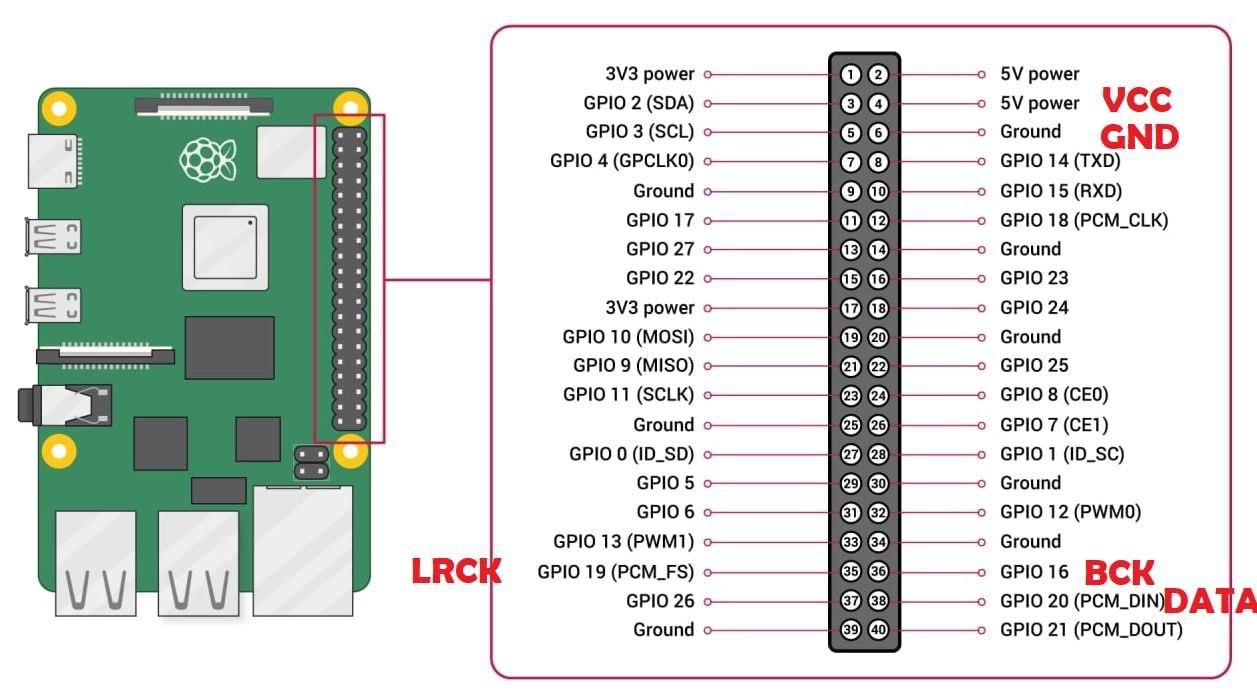 3V3 power 1 2 5V power
GPIO 2 (SDA) 3 4 5V power VCC
GPIO 3 (SCL) 5 6 Ground GND
GPIO 4 (GPCLK0) 7 8 GPIO 14 (TXD)
Ground 9 10 GPIO 15 (RXD)
GPIO 17 11 12 GPIO 18 (PCM_CLK)
GPIO 27 13 14 Ground
GPIO 22 15 16 GPIO 23
3V3 power 17 18 GPIO 24
GPIO 10 (MOSI) 19 20 Ground
GPIO 9 (MISO) 21 22 GPIO 25
GPIO 11 (SCLK) 23 24 GPIO 8 (CE0)
Ground 25 26 GPIO 7 (CE1)
GPIO 0 (ID_SD) 27 28 GPIO 1 (ID_SC)
GPIO 5 29 30 Ground
GPIO 6 31 32 GPIO 12 (PWM0)
GPIO 13 (PWM1) 33 34 Ground
LRCK GPIO 19 (PCM_FS) 35 36 GPIO 16 BCK
GPIO 26 37 38 GPIO 20 (PCM_DIN) DATA
Ground 39 40 GPIO 21 (PCM_DOUT)